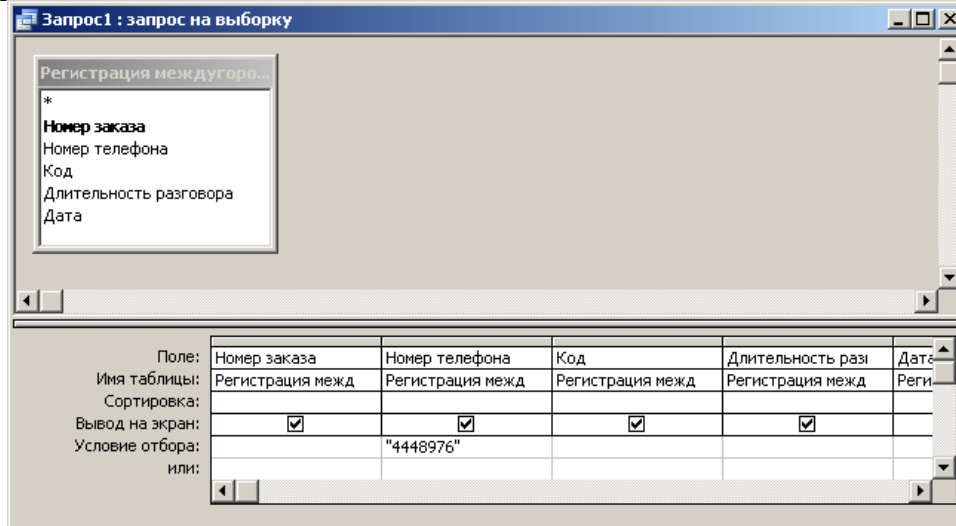 Запрос1 : запрос на выборку
Регистрация междугоро...
*
Номер заказа
Номер телефона
Код
Длительность разговора
Дата
Поле: Номер заказа Номер телефона Код Длительность разг Дата
Имя таблицы: Регистрация межд Регистрация межд Регистрация межд Регистрация межд Реги
Сортировка:
Вывод на экран:
Условие отбора: "4448976"
или: